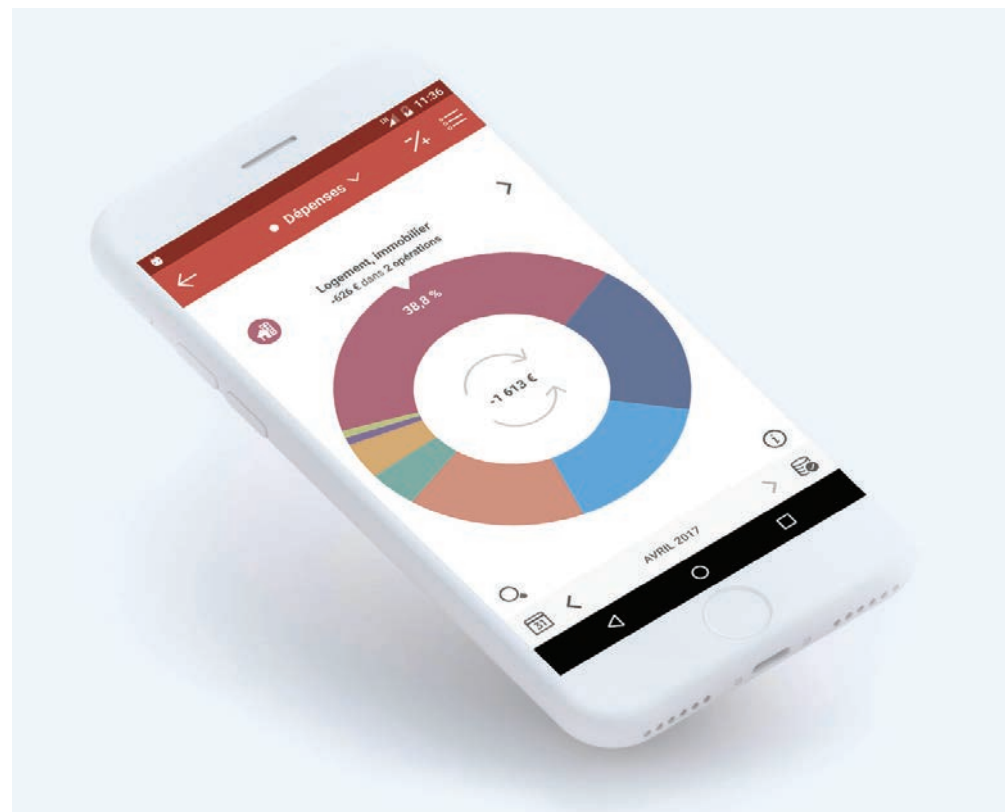 11:36
Dépenses
-/+
Logement, immobilier
-626 € dans 2 opérations
38,8 %
-1 613 €
i
AVRIL 2017
31